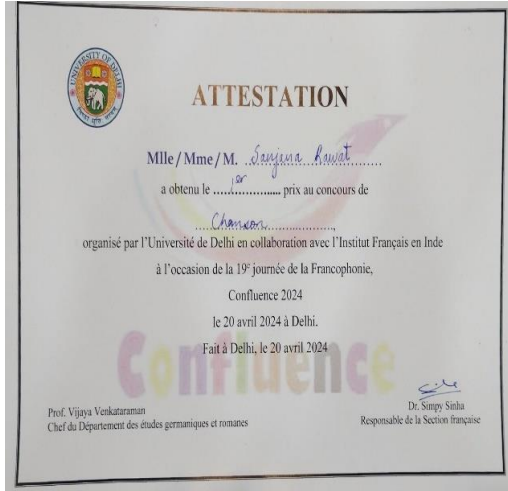 UNIVERSITY OF DELHI
ATTESTATION
Mlle / Mme / M. Sanjena Rawat
a obtenu le 1er prix au concours de
Chanson,
organisé par l'Université de Delhi en collaboration avec l'Institut Français en Inde
à l'occasion de la 19e journée de la Francophonie,
Confluence 2024
le 20 avril 2024 à Delhi.
Fait à Delhi, le 20 avril 2024
Confluence
Prof. Vijaya Venkataraman
Chef du Département des études germaniques et romanes
Dr. Simpy Sinha
Responsable de la Section française